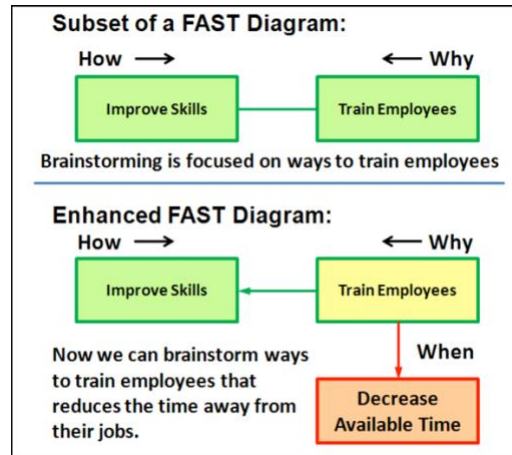 Subset of a FAST Diagram:
How Why
Improve Skills Train Employees
Brainstorming is focused on ways to train employees
Enhanced FAST Diagram:
How Why
Improve Skills Train Employees
When
Now we can brainstorm ways
to train employees that
reduces the time away from
their jobs.
Decrease
Available Time